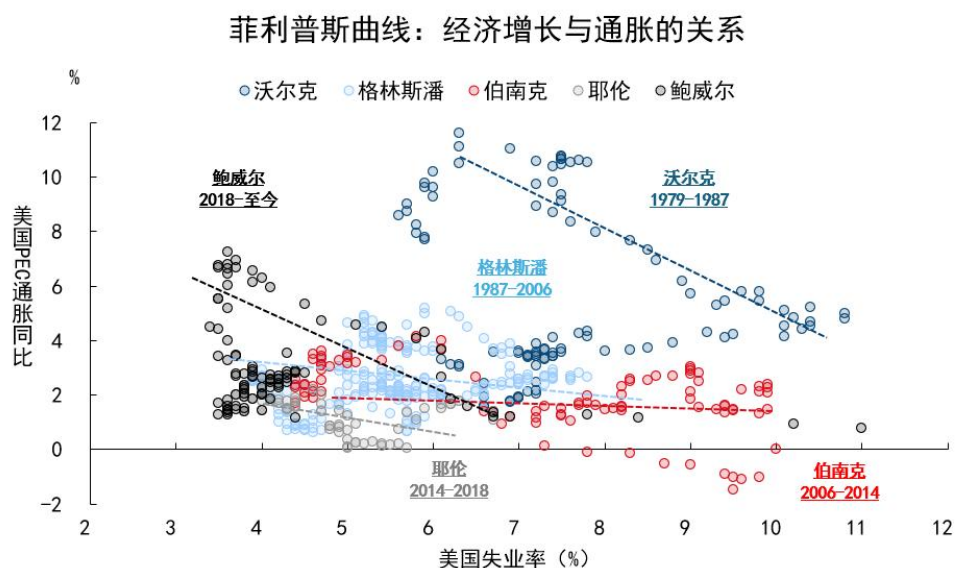 菲利普斯曲线：经济增长与通胀的关系
%
沃尔克 格林斯潘 伯南克 耶伦 鲍威尔
12
10
8
6
4
2
0
-2
美国PEC通胀同比
鲍威尔
2018-至今
沃尔克
1979-1987
格林斯潘
1987-2006
耶伦
2014-2018
伯南克
2006-2014
2 3 4 5 6 7 8 9 10 11 12
美国失业率（%）